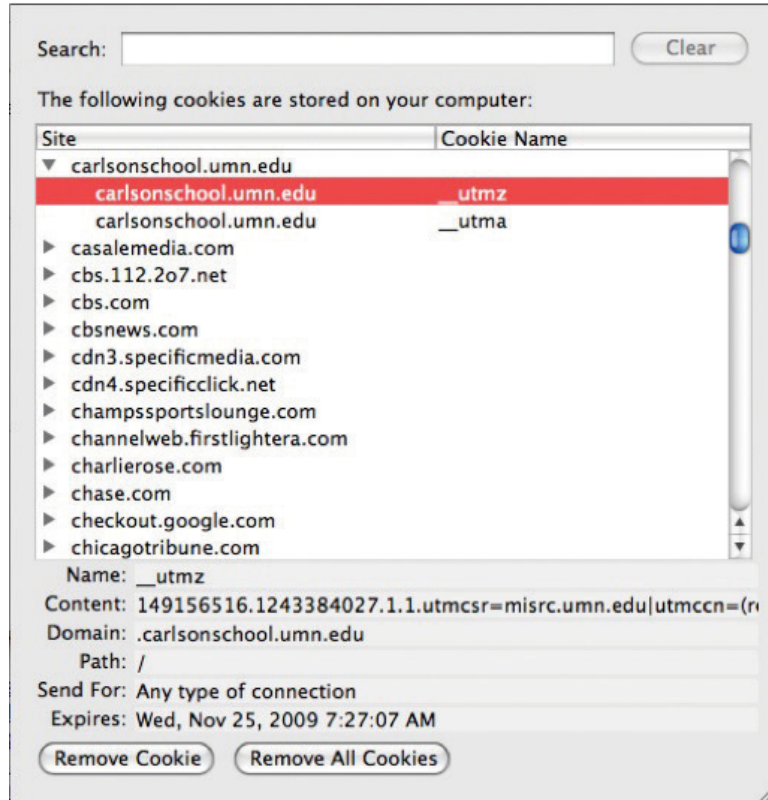 Search: Clear
The following cookies are stored on your computer:
Site Cookie Name
carlsonschool.umn.edu
carlsonschool.umn.edu __utmz
carlsonschool.umn.edu __utma
casalemedia.com
cbs.112.2o7.net
cbs.com
cbsnews.com
cdn3.specificmedia.com
cdn4.specificclick.net
champssportslounge.com
channelweb.firstlightera.com
charlierose.com
chase.com
checkout.google.com
chicagotribune.com
Name: __utmz
Content: 149156516.1243384027.1.1.utmcsr=misrc.umn.edu|utmccn=(re
Domain: .carlsonschool.umn.edu
Path: /
Send For: Any type of connection
Expires: Wed, Nov 25, 2009 7:27:07 AM
Remove Cookie Remove All Cookies